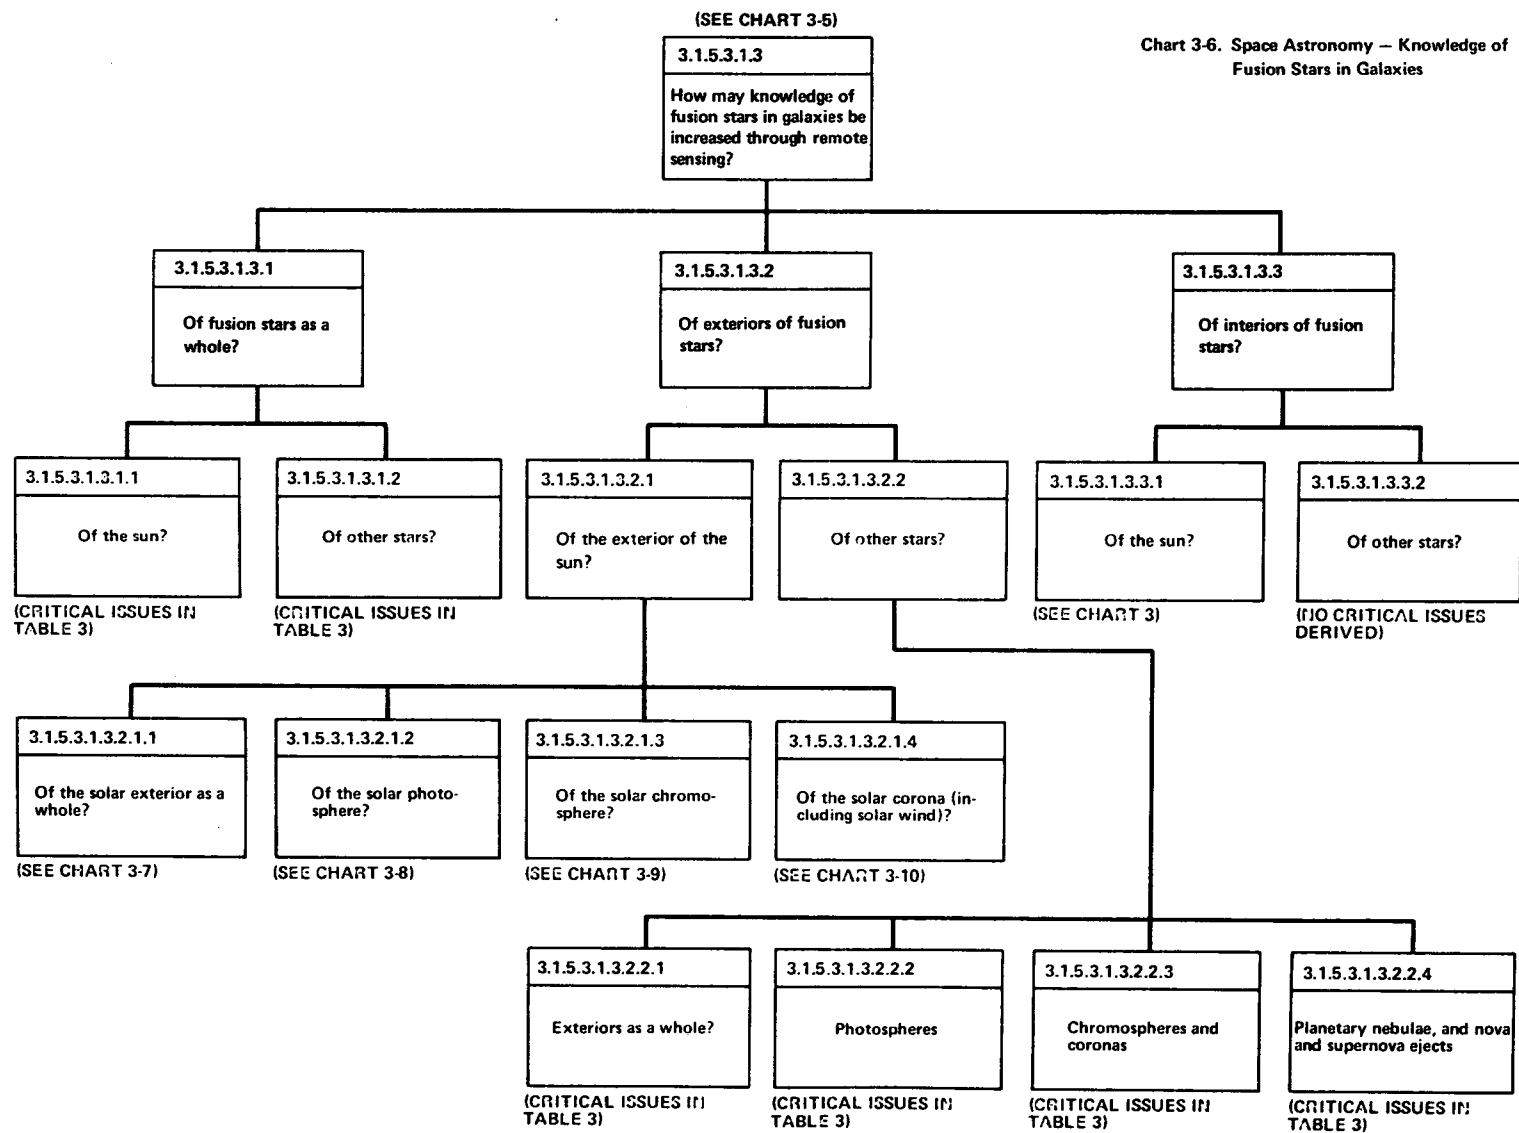 (SEE CHART 3-5)
Chart 3-6. Space Astronomy — Knowledge of
Fusion Stars in Galaxies
3.1.5.3.1.3
How may knowledge of
fusion stars in galaxies be
increased through remote
sensing?
3.1.5.3.1.3.1
Of fusion stars as a
whole?
3.1.5.3.1.3.2
Of exteriors of fusion
stars?
3.1.5.3.1.3.3
Of interiors of fusion
stars?
3.1.5.3.1.3.1.1
Of the sun?
(CRITICAL ISSUES IN
TABLE 3)
3.1.5.3.1.3.1.2
Of other stars?
(CRITICAL ISSUES IN
TABLE 3)
3.1.5.3.1.3.2.1
Of the exterior of the
sun?
3.1.5.3.1.3.2.2
Of other stars?
3.1.5.3.1.3.3.1
Of the sun?
(SEE CHART 3)
3.1.5.3.1.3.3.2
Of other stars?
(NO CRITICAL ISSUES
DERIVED)
3.1.5.3.1.3.2.1.1
Of the solar exterior as a
whole?
(SEE CHART 3-7)
3.1.5.3.1.3.2.1.2
Of the solar photo-
sphere?
(SEE CHART 3-8)
3.1.5.3.1.3.2.1.3
Of the solar chromo-
sphere?
(SEE CHART 3-9)
3.1.5.3.1.3.2.1.4
Of the solar corona (in-
cluding solar wind)?
(SEE CHART 3-10)
3.1.5.3.1.3.2.2.1
Exteriors as a whole?
(CRITICAL ISSUES IN
TABLE 3)
3.1.5.3.1.3.2.2.2
Photospheres
(CRITICAL ISSUES IN
TABLE 3)
3.1.5.3.1.3.2.2.3
Chromospheres and
coronas
(CRITICAL ISSUES IN
TABLE 3)
3.1.5.3.1.3.2.2.4
Planetary nebulae, and nova
and supernova ejects
(CRITICAL ISSUES IN
TABLE 3)